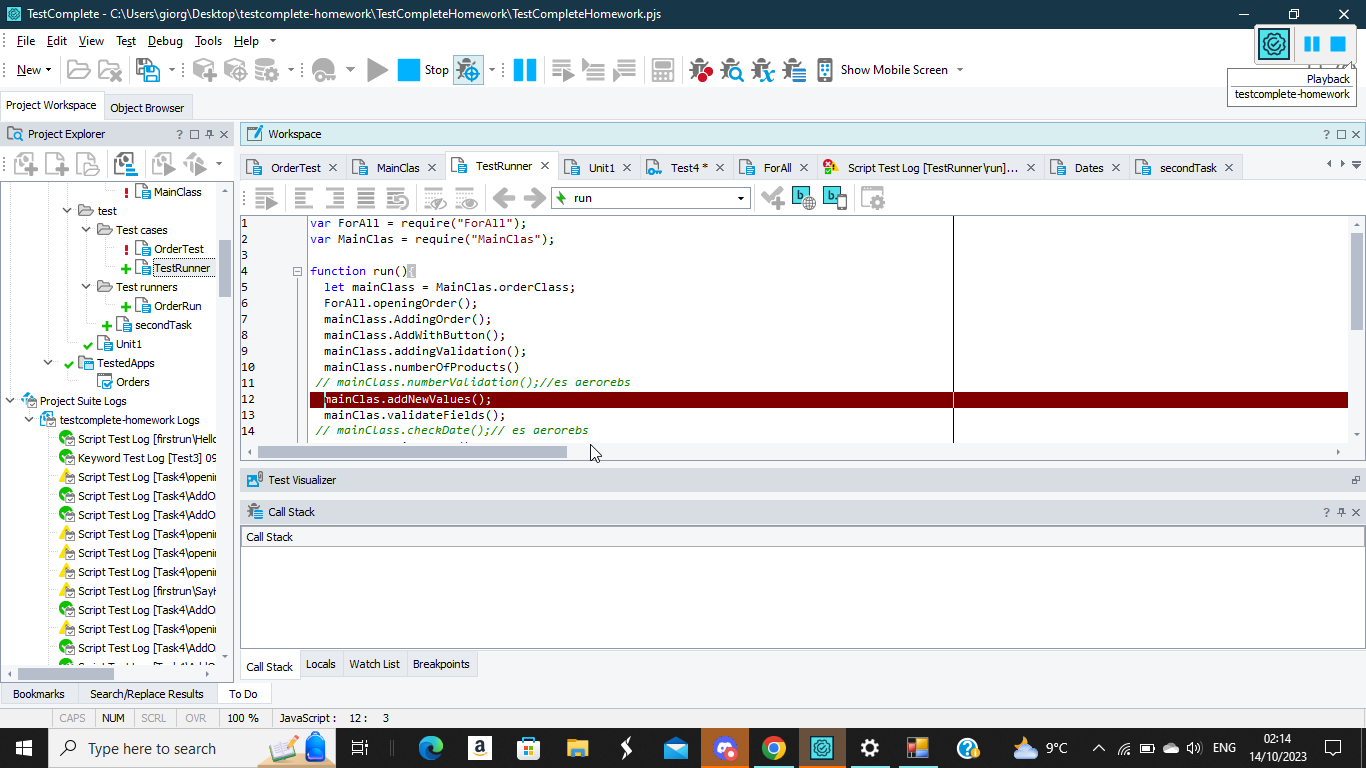 TestComplete - C:\Users\giorg\Desktop\testcomplete-homework\TestCompleteHomework\TestCompleteHomework.pjs
File Edit View Test Debug Tools Help
New Stop Show Mobile Screen
Playback
testcomplete-homework
Project Workspace Object Browser
Project Explorer ?
Workspace ?
OrderTest MainClas TestRunner Unit1 Test4 * ForAll Script Test Log [TestRunner\run]... Dates secondTask
run
MainClass
test
Test cases
OrderTest
TestRunner
Test runners
OrderRun
secondTask
Unit1
TestedApps
Orders
Project Suite Logs
testcomplete-homework Logs
Script Test Log [firstrun\Hello
Keyword Test Log [Test3] 09
Script Test Log [Task4\openi
Script Test Log [Task4\AddO
Script Test Log [Task4\AddO
Script Test Log [Task4\openi
Script Test Log [Task4\openi
Script Test Log [Task4\openi
Script Test Log [firstrun\SayH
Script Test Log [Task4\AddO
Script Test Log [Task4\openi
Script Test Log [Task4\AddO
1 var ForAll = require("ForAll");
2 var MainClas = require("MainClas");
3
4 function run(){
5 let mainClass = MainClas.orderClass;
6 ForAll.openingOrder();
7 mainClass.AddingOrder();
8 mainClass.AddWithButton();
9 mainClass.addingValidation();
10 mainClass.numberOfProducts()
11 // mainClass.numberValidation();//es aerorebs
12 mainClas.addNewValues();
13 mainClas.validateFields();
14 // mainClass.checkDate();// es aerorebs
Test Visualizer
Call Stack ?
Call Stack
Call Stack Locals Watch List Breakpoints
Bookmarks Search/Replace Results To Do
CAPS NUM SCRL OVR 100 % JavaScript : 12 : 3
Type here to search
9°C ENG
02:14
14/10/2023